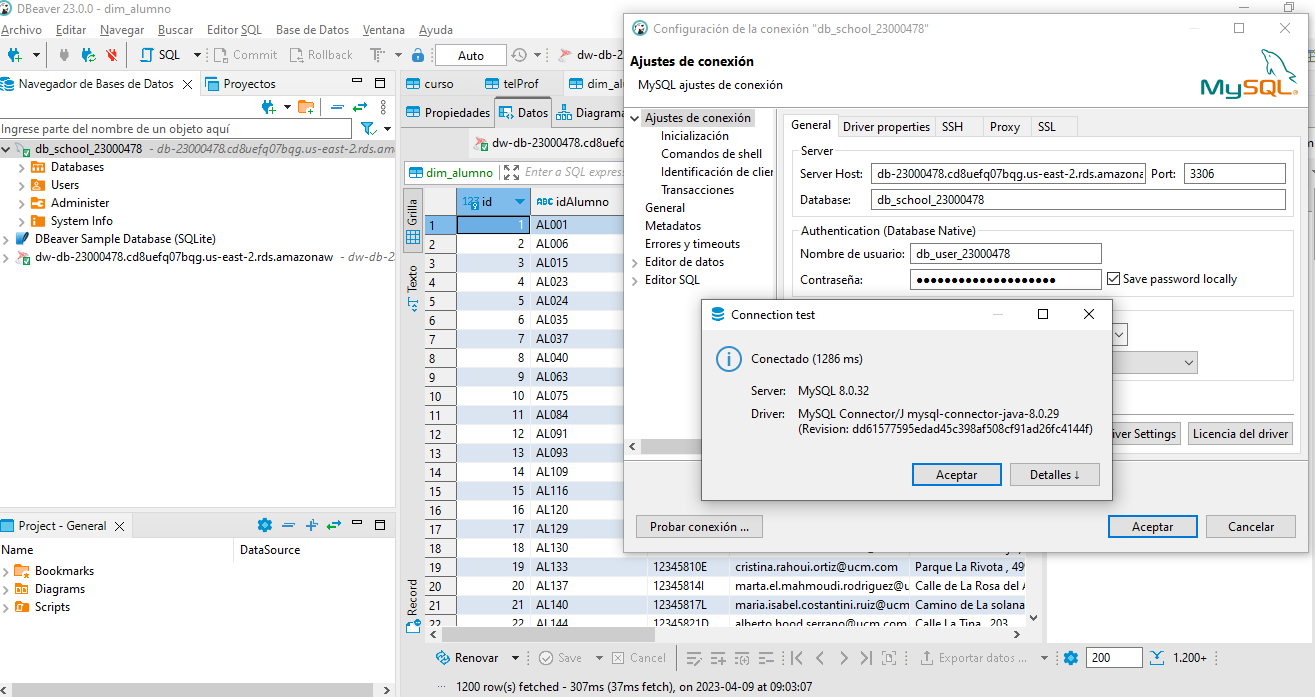 DBeaver 23.0.0 - dim_alumno
Archivo Editar Navegar Buscar Editor SQL Base de Datos Ventana Ayuda
SQL Commit Rollback Auto dw-db-2
Navegador de Bases de Datos Proyectos
Ingrese parte del nombre de un objeto aquí
db_school_23000478 - db-23000478.cd8uefq07bqg.us-east-2.rds.am
Databases
Users
Administer
System Info
DBeaver Sample Database (SQLite)
dw-db-23000478.cd8uefq07bqg.us-east-2.rds.amazonaw - dw-db-2
Project - General
Name DataSource
Bookmarks
Diagrams
Scripts
curso telProf dim_al
Propiedades Datos Diagrama
dw-db-23000478.cd8uefq
dim_alumno Enter a SQL expres
Grilla
Texto
Record
123 id ABC idAlumno
1 1 AL001
2 2 AL006
3 3 AL015
4 4 AL023
5 5 AL024
6 6 AL035
7 7 AL037
8 8 AL040
9 9 AL063
10 10 AL075
11 11 AL084
12 12 AL091
13 13 AL093
14 14 AL109
15 15 AL116
16 16 AL120
17 17 AL129
18 18 AL130
19 19 AL133 12345810E cristina.rahoui.ortiz@ucm.com Parque La Rivota , 49
20 20 AL137 12345814I marta.el.mahmoudi.rodriguez@u Calle de La Rosa del A
21 21 AL140 12345817L maria.isabel.costantini.ruiz@ucm Camino de La solana
22 22 AL144 12345821D alberto.hood.serrano@ucm.com Calle La Tina, 203
Renovar Save Cancel Exportar datos ... 200 1.200+
1200 row(s) fetched - 307ms (37ms fetch), on 2023-04-09 at 09:03:07
Configuración de la conexión "db_school_23000478"
Ajustes de conexión
MySQL ajustes de conexión
MySQL
Ajustes de conexión
Inicialización
Comandos de shell
Identificación de clier
Transacciones
General
Metadatos
Errores y timeouts
Editor de datos
Editor SQL
General Driver properties SSH Proxy SSL
Server
Server Host: db-23000478.cd8uefq07bqg.us-east-2.rds.amazona Port: 3306
Database: db_school_23000478
Authentication (Database Native)
Nombre de usuario: db_user_23000478
Contraseña: ●●●●●●●●●●●●●●●●●●●● Save password locally
iver Settings Licencia del driver
Probar conexión ... Aceptar Cancelar
Connection test
Conectado (1286 ms)
Server: MySQL 8.0.32
Driver: MySQL Connector/J mysql-connector-java-8.0.29
(Revision: dd61577595edad45c398af508cf91ad26fc4144f)
Aceptar Detalles ↓